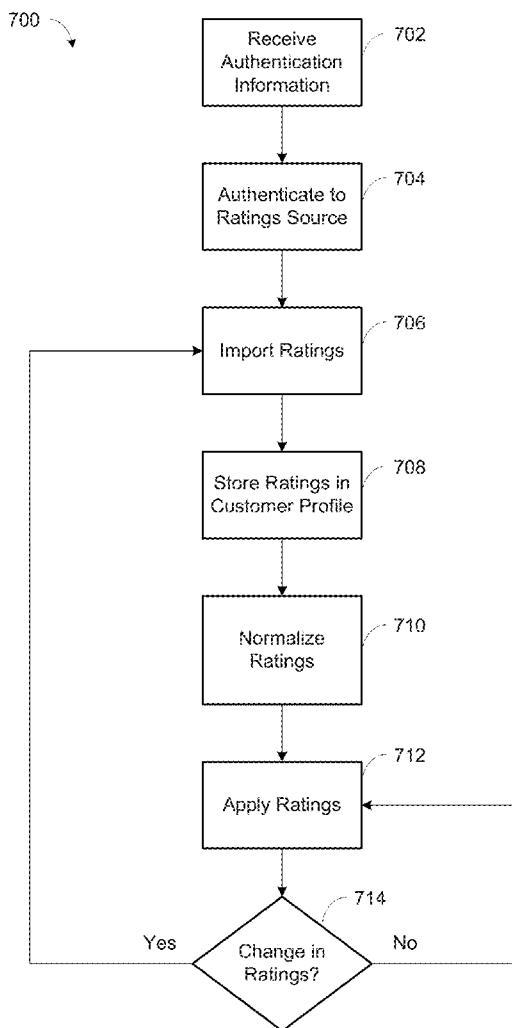 700
Receive
Authentication
Information
702
Authenticate to
Ratings Source
704
Import Ratings
706
Store Ratings in
Customer Profile
708
Normalize
Ratings
710
Apply Ratings
712
Change in
Ratings?
714
Yes
No